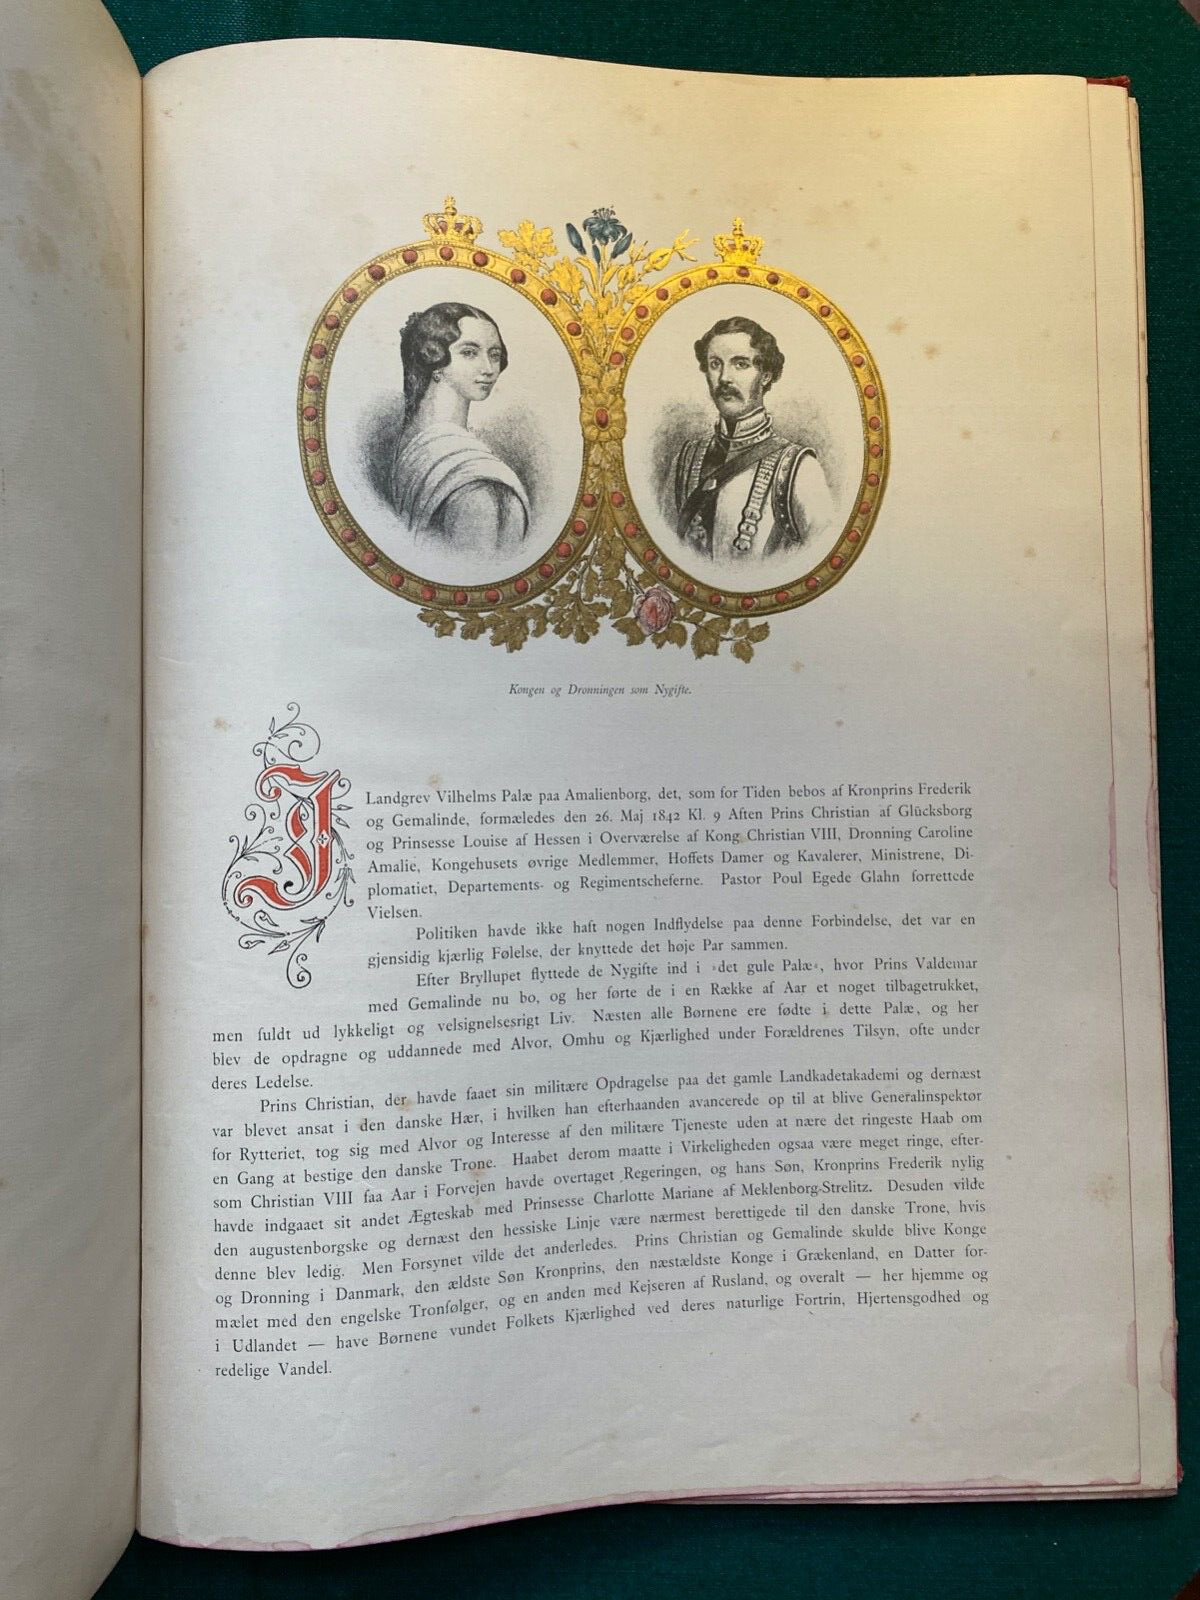 Kongen og Dronningen som Nygifte.
I
Landgrev Vilhelms Palæ paa Amalienborg, det, som for Tiden bebos af Kronprins Frederik
og Gemalinde, formæledes den 26. Maj 1842 Kl. 9 Aften Prins Christian af Glücksborg
og Prinsesse Louise af Hessen i Overværelse af Kong Christian VIII, Dronning Caroline
Amalie, Kongehusets øvrige Medlemmer, Hoffets Damer og Kavalerer, Ministrene, Di-
plomatiet, Departements- og Regimentscheferne. Pastor Poul Egede Glahn forrettede
Vielsen.
Politiken havde ikke haft nogen Indflydelse paa denne Forbindelse, det var en
gjensidig kjærlig Følelse, der knyttede det høje Par sammen.
Efter Bryllupet flyttede de Nygifte ind i »det gule Palæ«, hvor Prins Valdemar
med Gemalinde nu bo, og her førte de i en Række af Aar et noget tilbagetrukket,
men fuldt ud lykkeligt og velsignelsesrigt Liv. Næsten alle Børnene ere fødte i dette Palæ, og her
blev de opdragne og uddannede med Alvor, Omhu og Kjærlighed under Forældrenes Tilsyn, ofte under
deres Ledelse.
Prins Christian, der havde faaet sin militære Opdragelse paa det gamle Landkadetakademi og dernæst
var blevet ansat i den danske Hær, i hvilken han efterhaanden avancerede op til at blive Generalinspektør
for Rytteriet, tog sig med Alvor og Interesse af den militære Tjeneste uden at nære det ringeste Haab om
en Gang at bestige den danske Trone. Haabet derom maatte i Virkeligheden ogsaa være meget ringe, efter-
som Christian VIII faa Aar i Forvejen havde overtaget Regeringen, og hans Søn, Kronprins Frederik nylig
havde indgaaet sit andet Ægteskab med Prinsesse Charlotte Mariane af Meklenborg-Strelitz. Desuden vilde
den augustenborgske og dernæst den hessiske Linje være nærmest berettigede til den danske Trone, hvis
denne blev ledig. Men Forsynet vilde det anderledes. Prins Christian og Gemalinde skulde blive Konge
og Dronning i Danmark, den ældste Søn Kronprins, den næstældste Konge i Grækenland, en Datter for-
mælet med den engelske Tronfølger, og en anden med Kejseren af Rusland, og overalt — her hjemme og
i Udlandet — have Børnene vundet Folkets Kjærlighed ved deres naturlige Fortrin, Hjertensgodhed og
redelige Vandel.